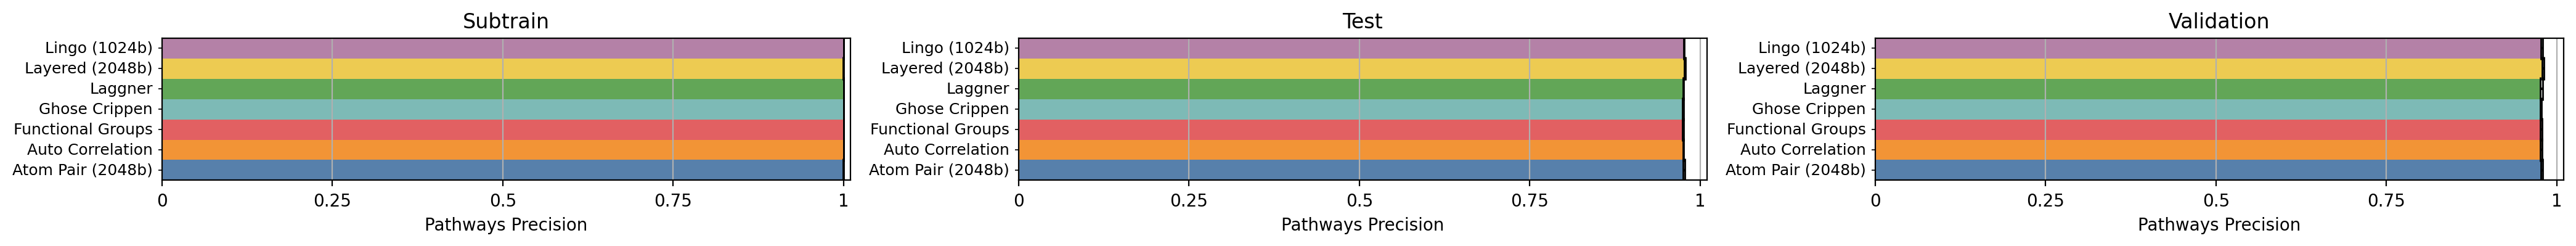 Subtrain
Lingo (1024b)
Layered (2048b)
Laggner
Ghose Crippen
Functional Groups
Auto Correlation
Atom Pair (2048b)
0 0.25 0.5 0.75 1
Pathways Precision
Test
Lingo (1024b)
Layered (2048b)
Laggner
Ghose Crippen
Functional Groups
Auto Correlation
Atom Pair (2048b)
0 0.25 0.5 0.75 1
Pathways Precision
Validation
Lingo (1024b)
Layered (2048b)
Laggner
Ghose Crippen
Functional Groups
Auto Correlation
Atom Pair (2048b)
0 0.25 0.5 0.75 1
Pathways Precision